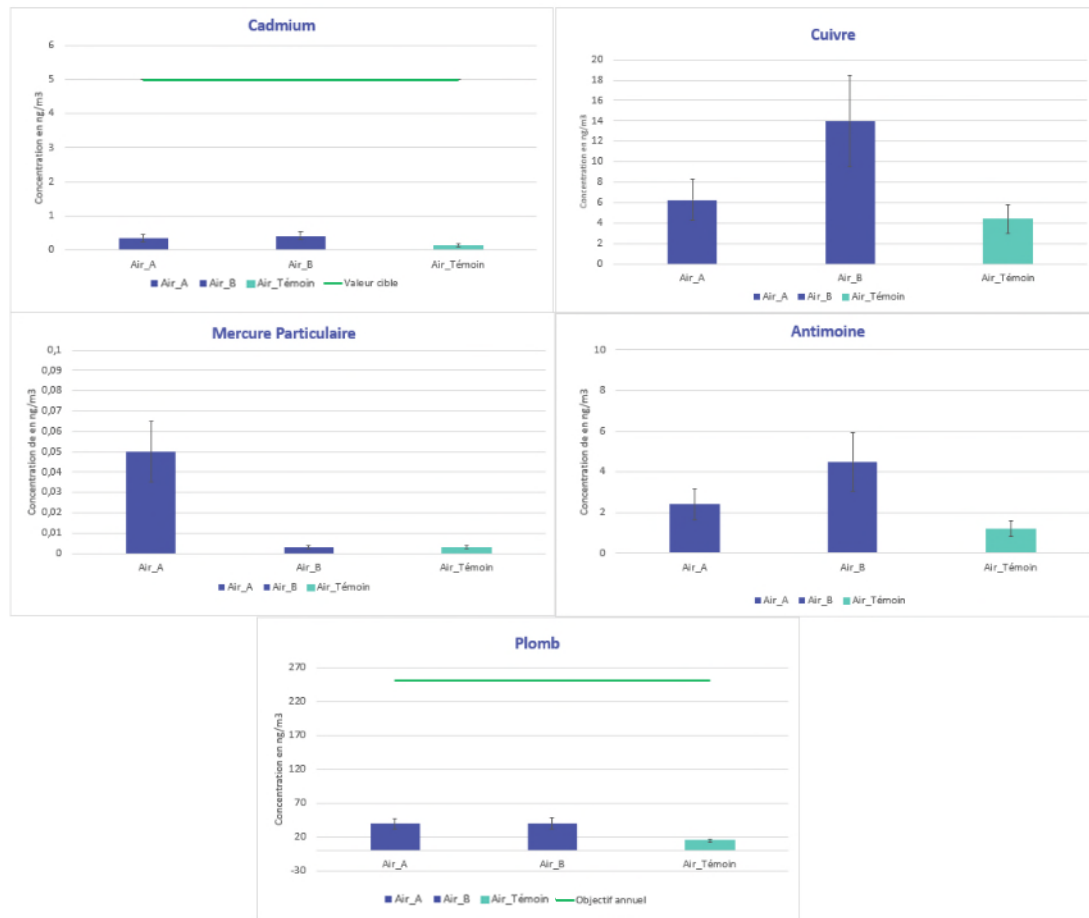 Cadmium
Concentration en ng/m3
6
5
4
3
2
1
0
Air_A
Air_B
Air_Témoin
Air_A
Air_B
Air_Témoin
Valeur cible
Cuivre
Concentration en ng/m3
20
18
16
14
12
10
8
6
4
2
0
Air_A
Air_B
Air_Témoin
Air_A
Air_B
Air_Témoin
Mercure Particulaire
Concentration de en ng/m3
0,1
0,09
0,08
0,07
0,06
0,05
0,04
0,03
0,02
0,01
0
Air_A
Air_B
Air_Témoin
Air_A
Air_B
Air_Témoin
Antimoine
Concentration en ng/m3
10
8
6
4
2
0
Air_A
Air_B
Air_Témoin
Air_A
Air_B
Air_Témoin
Plomb
Concentration en ng/m3
270
220
170
120
70
20
-30
Air_A
Air_B
Air_Témoin
Air_A
Air_B
Air_Témoin
Objectif annuel